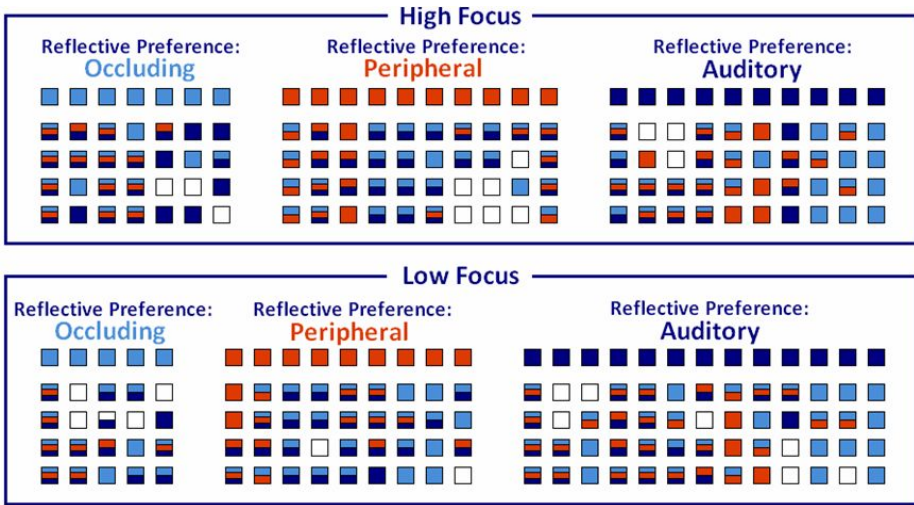 High Focus
Reflective Preference:
Occluding
Reflective Preference:
Peripheral
Reflective Preference:
Auditory
Low Focus
Reflective Preference:
Occluding
Reflective Preference:
Peripheral
Reflective Preference:
Auditory